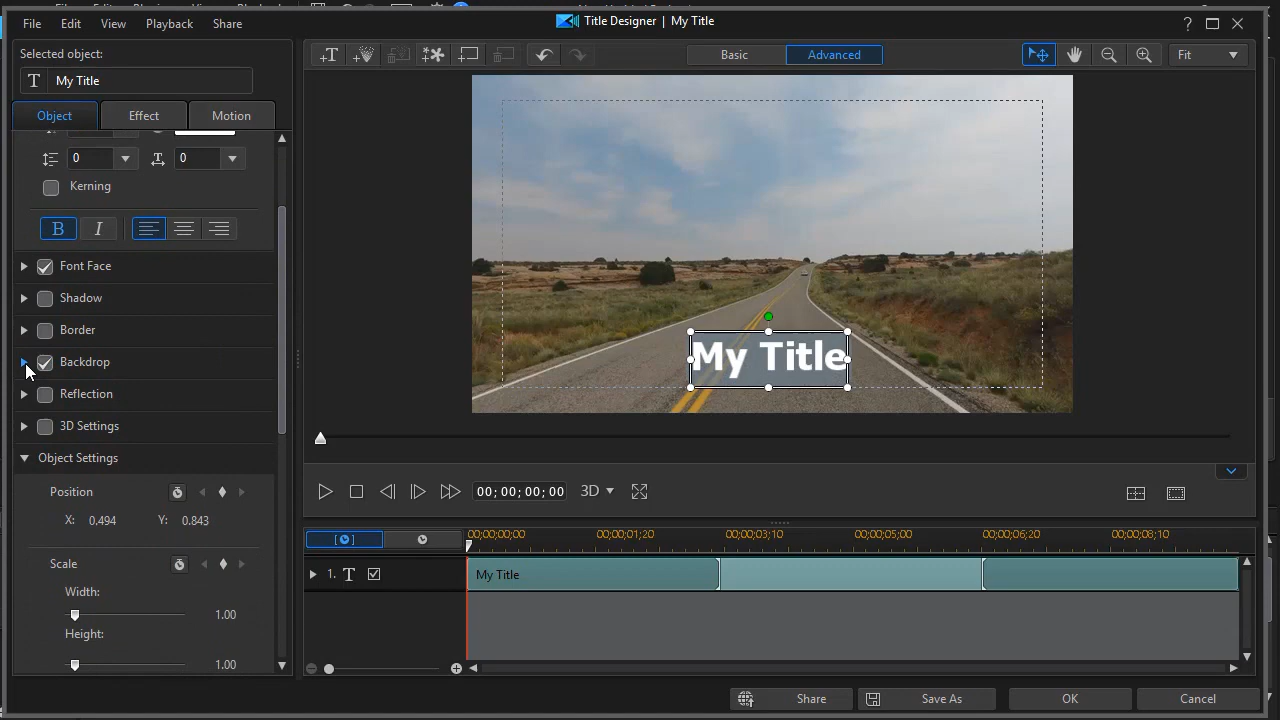 File Edit View Playback Share
Title Designer | My Title
?
Selected object:
T My Title
Basic Advanced
Fit
Object Effect Motion
0 0
Kerning
B I
Font Face
Shadow
Border
Backdrop
Reflection
3D Settings
Object Settings
Position
X: 0.494 Y: 0.843
Scale
Width:
1.00
Height:
1.00
My Title
00; 00; 00; 00 3D
00;00;00;00 00;00;01;20 00;00;03;10 00;00;05;00 00;00;06;20 00;00;08;10
1. T My Title
Share Save As OK Cancel